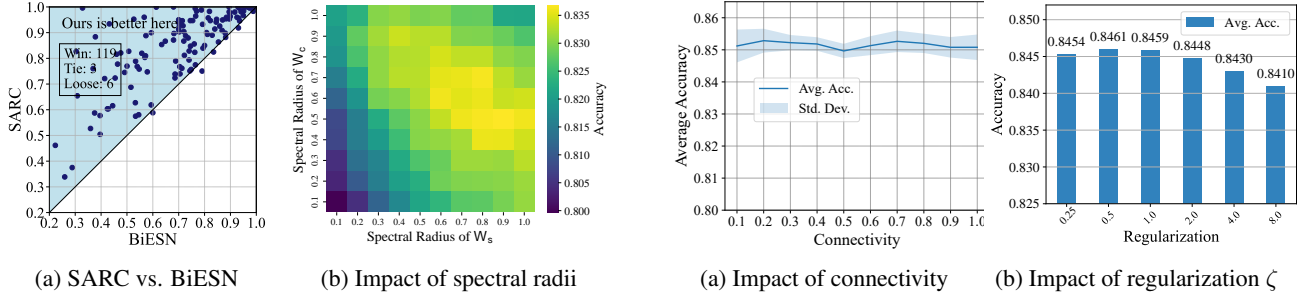 SARC
1.0
0.9
0.8
0.7
0.6
0.5
0.4
0.3
0.2
Ours is better here
Win: 119
Tie: 3
Loose: 6
0.2 0.3 0.4 0.5 0.6 0.7 0.8 0.9 1.0
BiESN
(a) SARC vs. BiESN
Spectral Radius of W_c
1.0
0.9
0.8
0.7
0.6
0.5
0.4
0.3
0.2
0.1
0.1 0.2 0.3 0.4 0.5 0.6 0.7 0.8 0.9 1.0
Spectral Radius of W_s
0.835
0.830
0.825
0.820
0.815
0.810
0.805
0.800
Accuracy
(b) Impact of spectral radii
Average Accuracy
0.86
0.85
0.84
0.83
0.82
0.81
0.80
Avg. Acc.
Std. Dev.
0.1 0.2 0.3 0.4 0.5 0.6 0.7 0.8 0.9 1.0
Connectivity
(a) Impact of connectivity
Accuracy
0.850
0.845
0.840
0.835
0.830
0.825
Avg. Acc.
0.8454 0.8461 0.8459 0.8448 0.8430 0.8410
0.25 0.5 1.0 2.0 4.0 8.0
Regularization
(b) Impact of regularization ζ